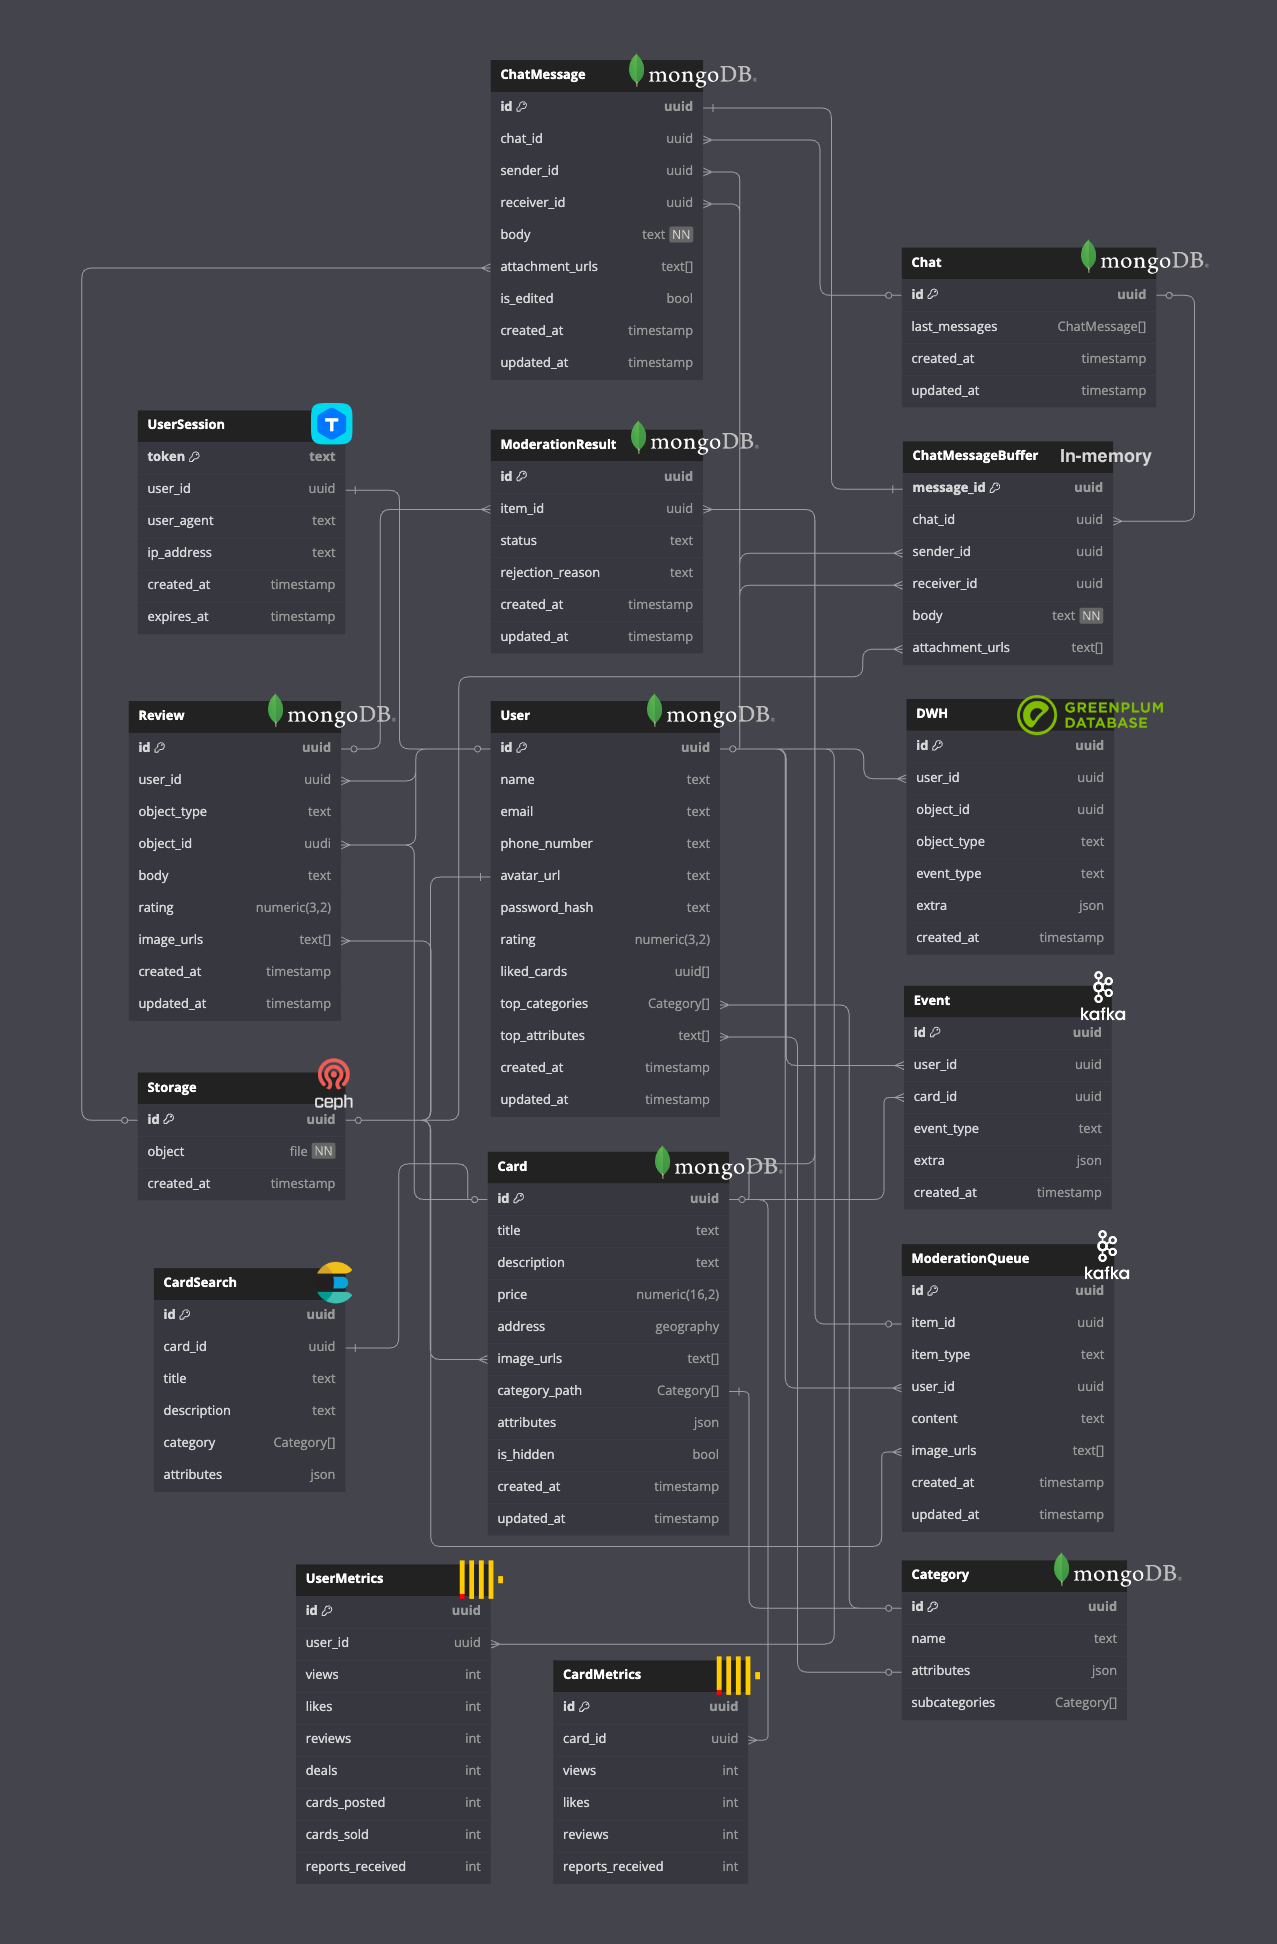 ChatMessage mongoDB.
id uuid
chat_id uuid
sender_id uuid
receiver_id uuid
body text NN
attachment_urls text[]
is_edited bool
created_at timestamp
updated_at timestamp
Chat mongoDB.
id uuid
last_messages ChatMessage[]
created_at timestamp
updated_at timestamp
UserSession T
token text
user_id uuid
user_agent text
ip_address text
created_at timestamp
expires_at timestamp
ModerationResult mongoDB.
id uuid
item_id uuid
status text
rejection_reason text
created_at timestamp
updated_at timestamp
ChatMessageBuffer In-memory
message_id uuid
chat_id uuid
sender_id uuid
receiver_id uuid
body text NN
attachment_urls text[]
Review mongoDB.
id uuid
user_id uuid
object_type text
object_id uudi
body text
rating numeric(3,2)
image_urls text[]
created_at timestamp
updated_at timestamp
User mongoDB.
id uuid
name text
email text
phone_number text
avatar_url text
password_hash text
rating numeric(3,2)
liked_cards uuid[]
top_categories Category[]
top_attributes text[]
created_at timestamp
updated_at timestamp
DWH GREENPLUM
DATABASE
id uuid
user_id uuid
object_id uuid
object_type text
event_type text
extra json
created_at timestamp
Event kafka
id uuid
user_id uuid
card_id uuid
event_type text
extra json
created_at timestamp
Storage ceph
id uuid
object file NN
created_at timestamp
Card mongoDB.
id uuid
title text
description text
price numeric(16,2)
address geography
image_urls text[]
category_path Category[]
attributes json
is_hidden bool
created_at timestamp
updated_at timestamp
ModerationQueue kafka
id uuid
item_id uuid
item_type text
user_id uuid
content text
image_urls text[]
created_at timestamp
updated_at timestamp
CardSearch
id uuid
card_id uuid
title text
description text
category Category[]
attributes json
UserMetrics
id uuid
user_id uuid
views int
likes int
reviews int
deals int
cards_posted int
cards_sold int
reports_received int
CardMetrics
id uuid
card_id uuid
views int
likes int
reviews int
reports_received int
Category mongoDB.
id uuid
name text
attributes json
subcategories Category[]